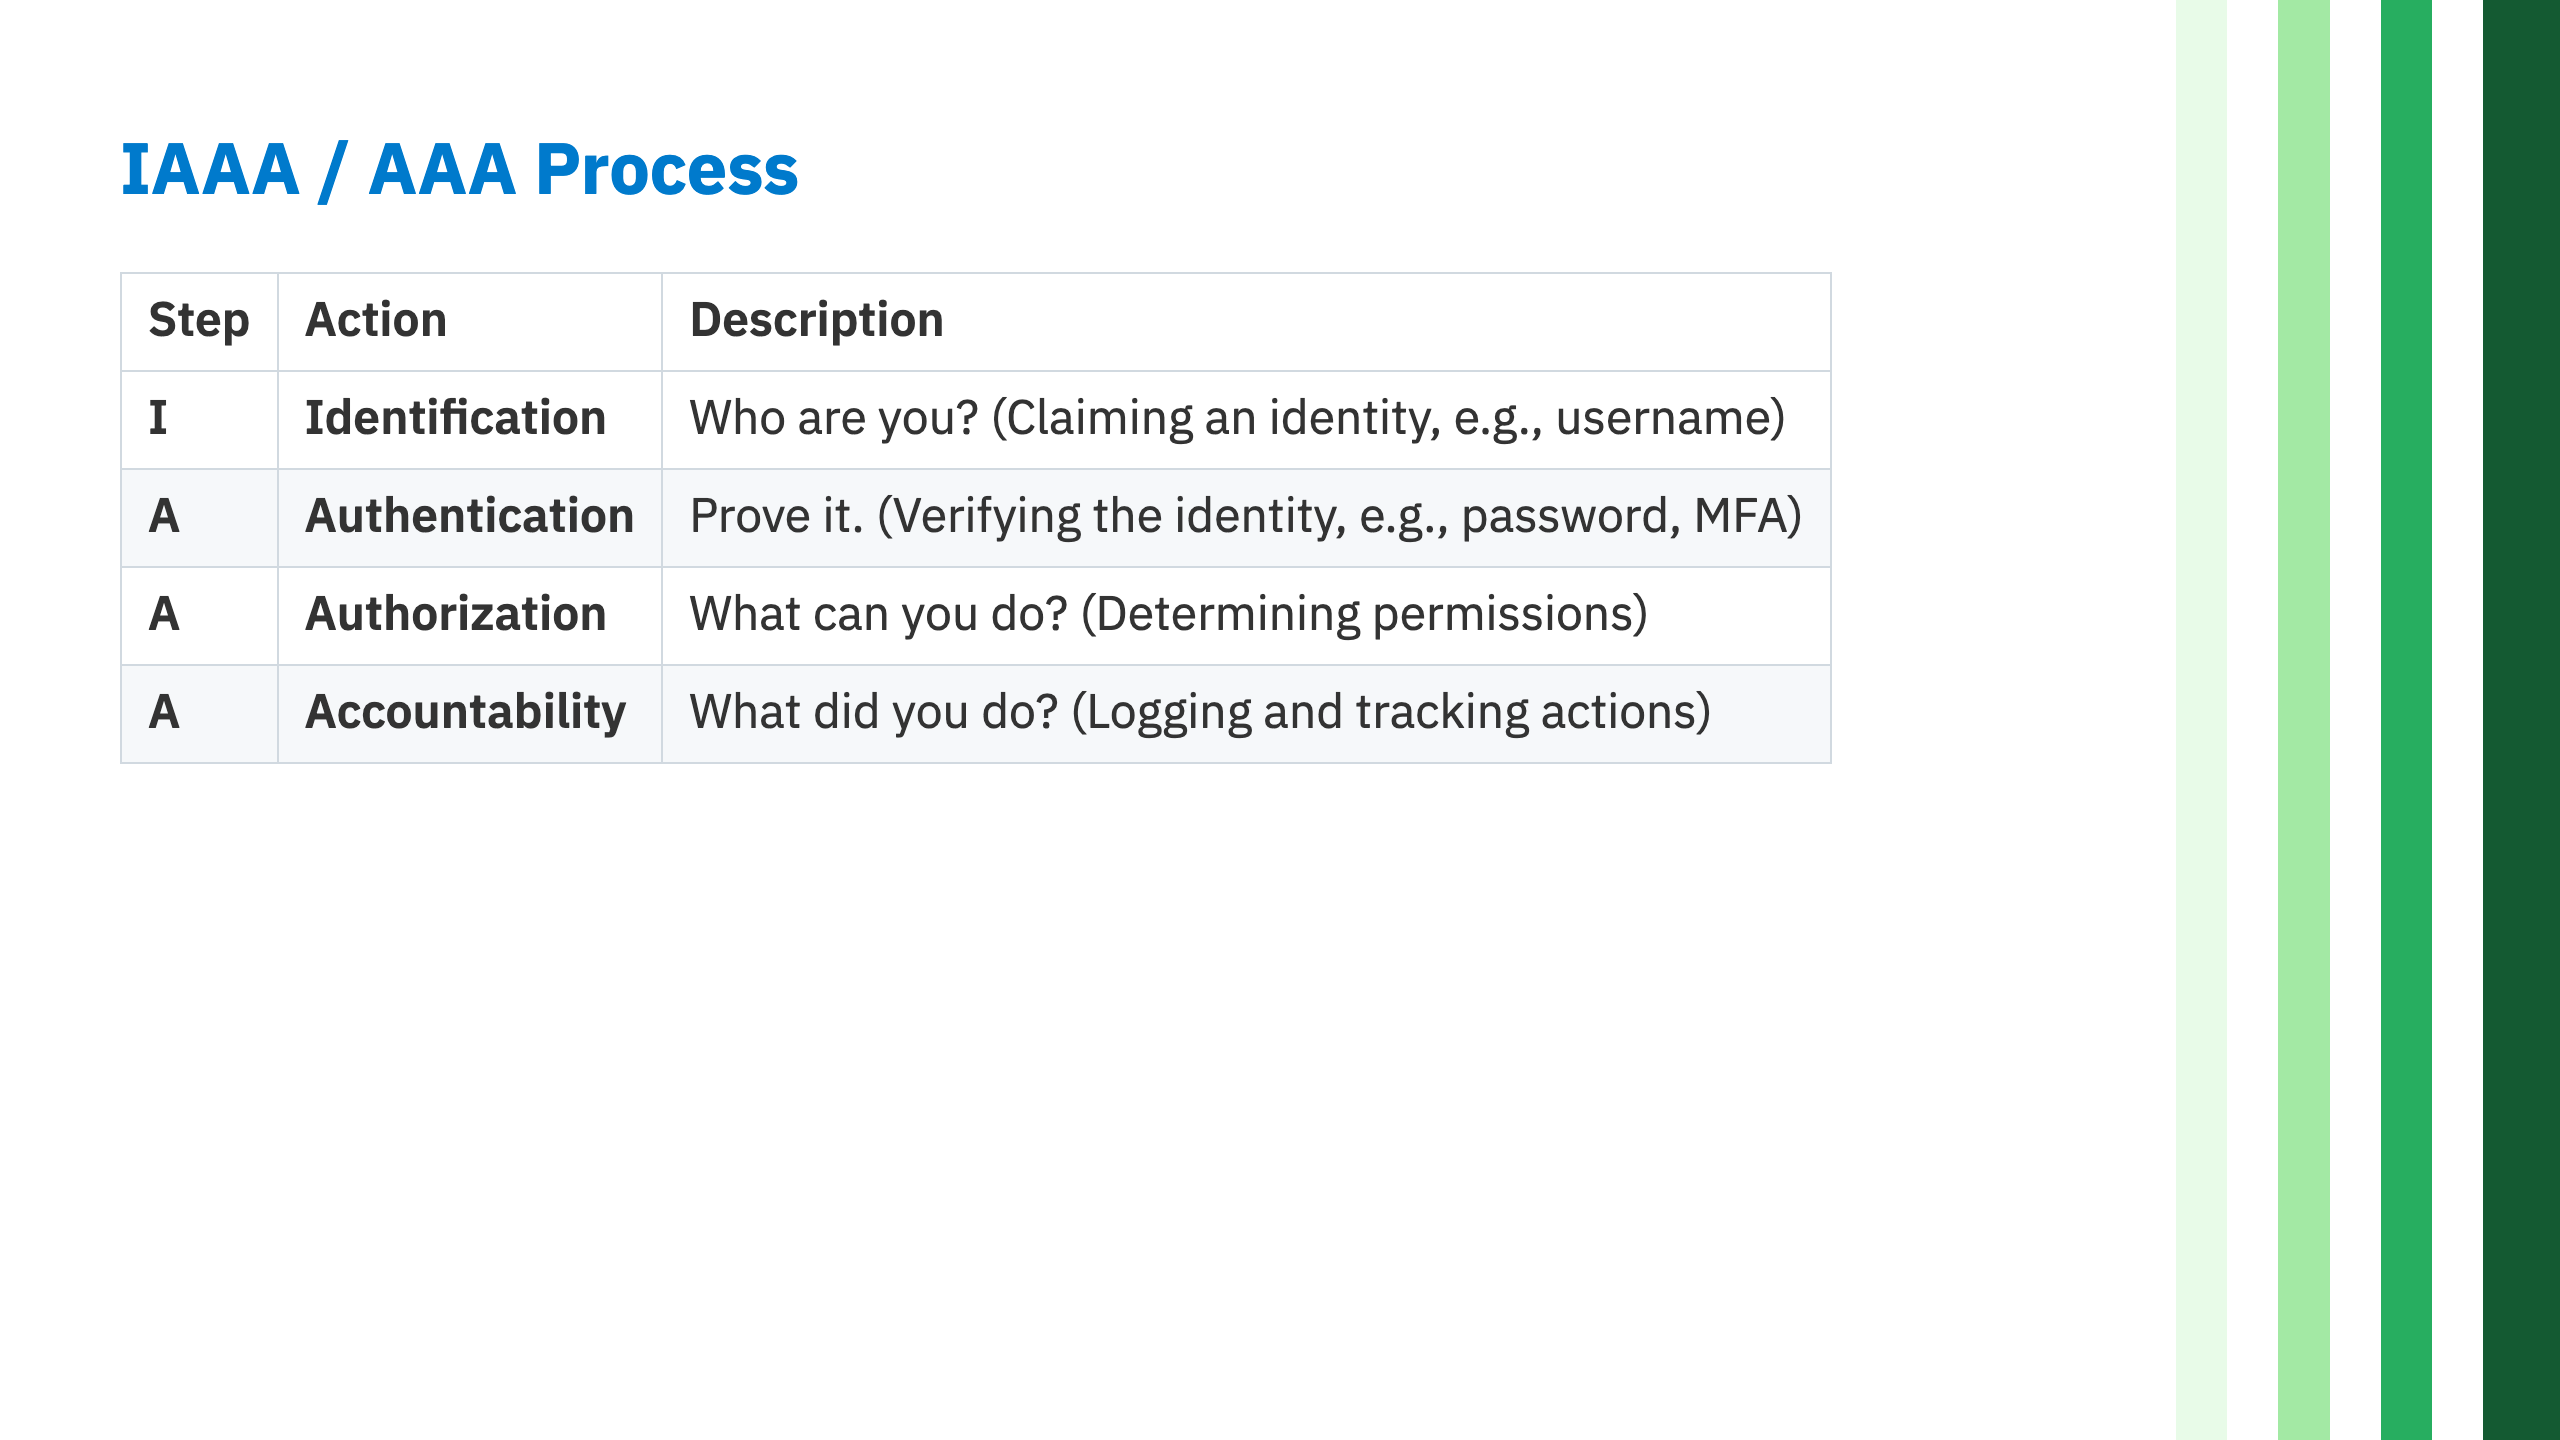 IAAA / AAA Process
Step Action Description
I Identification Who are you? (Claiming an identity, e.g., username)
A Authentication Prove it. (Verifying the identity, e.g., password, MFA)
A Authorization What can you do? (Determining permissions)
A Accountability What did you do? (Logging and tracking actions)